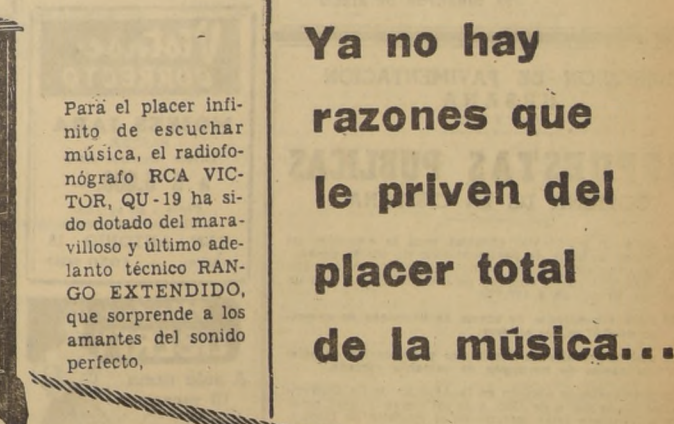 Para el placer infi-
nito de escuchar
música, el radiofo-
nógrafo RCA VIC-
TOR, QU-19 ha si-
do dotado del mara-
villoso y último ade-
lanto técnico RAN-
GO EXTENDIDO,
que sorprende a los
amantes del sonido
perfecto,
Ya no hay
razones que
le priven del
placer total
de la música...